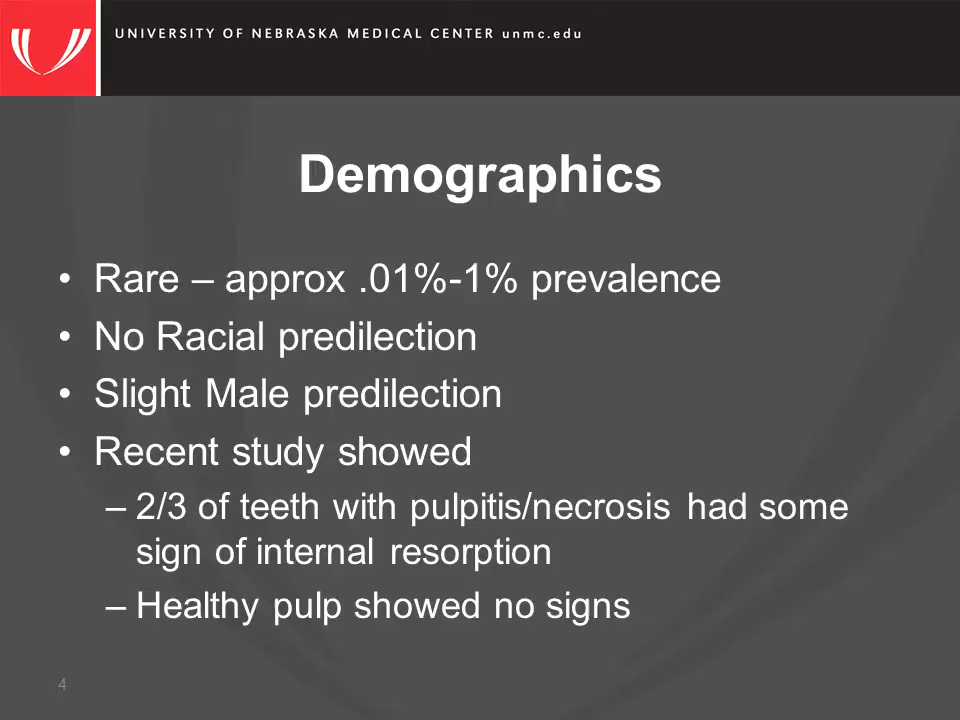 UNIVERSITY OF NEBRASKA MEDICAL CENTER unmc.edu
Demographics
• Rare – approx .01%-1% prevalence
• No Racial predilection
• Slight Male predilection
• Recent study showed
– 2/3 of teeth with pulpitis/necrosis had some
sign of internal resorption
– Healthy pulp showed no signs
4